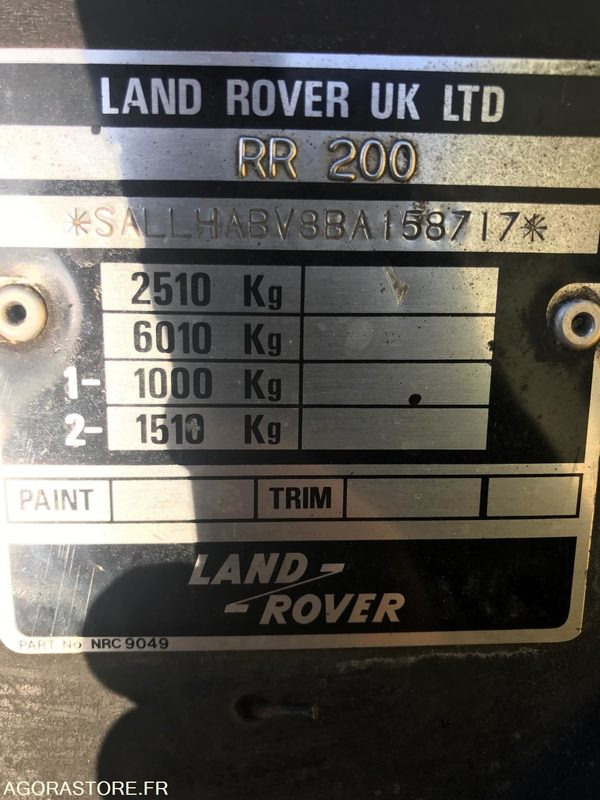 LAND ROVER UK LTD
RR 200
*SALLHABV8BA158717*
2510 Kg
6010 Kg
1- 1000 Kg
2- 1510 Kg
PAINT TRIM
LAND-
-ROVER
PART No NRC 9049
AGORASTORE.FR